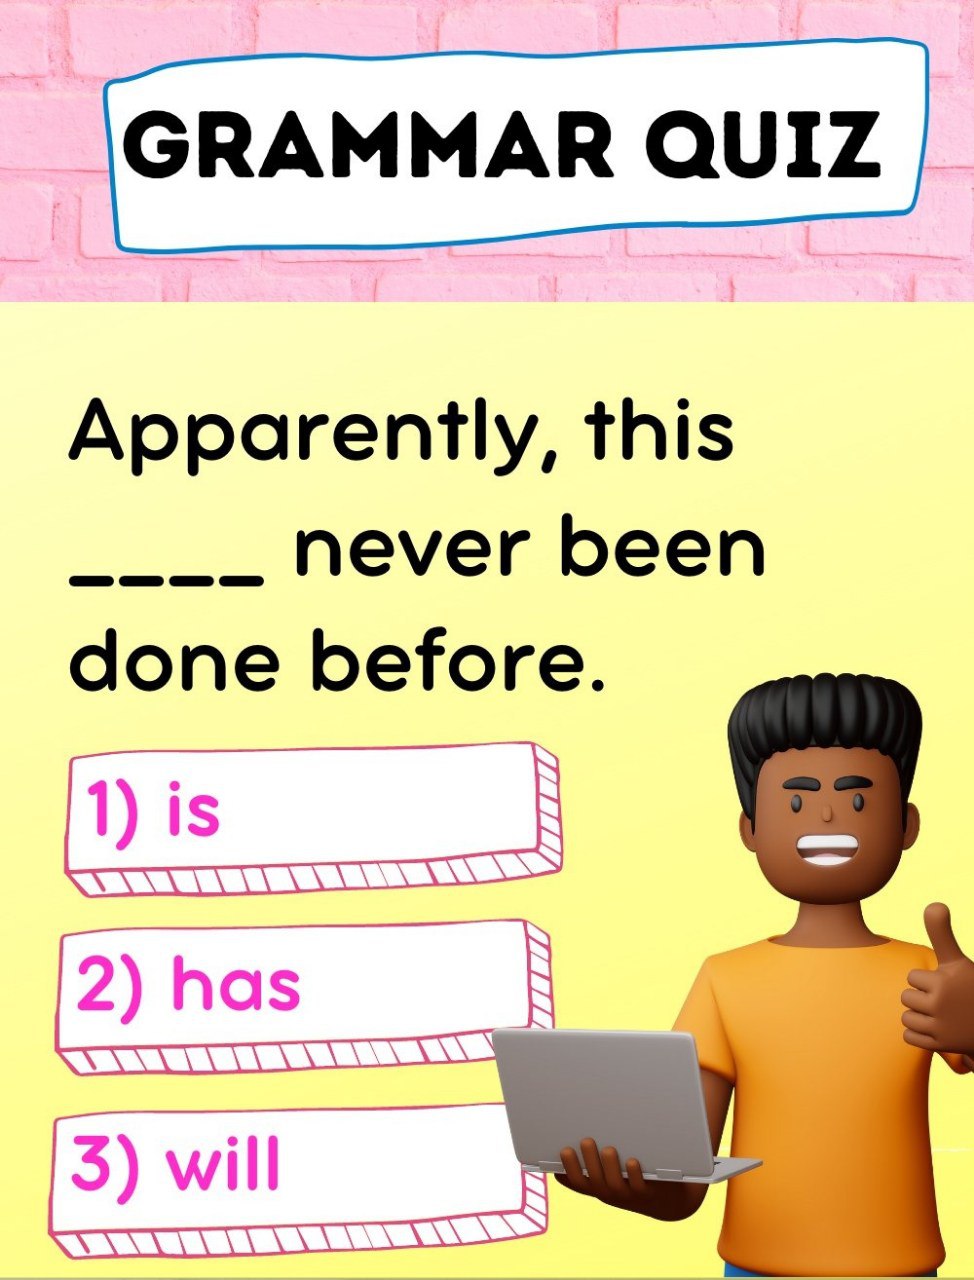 GRAMMAR QUIZ
Apparently, this
____ never been
done before.
1) is
2) has
3) will